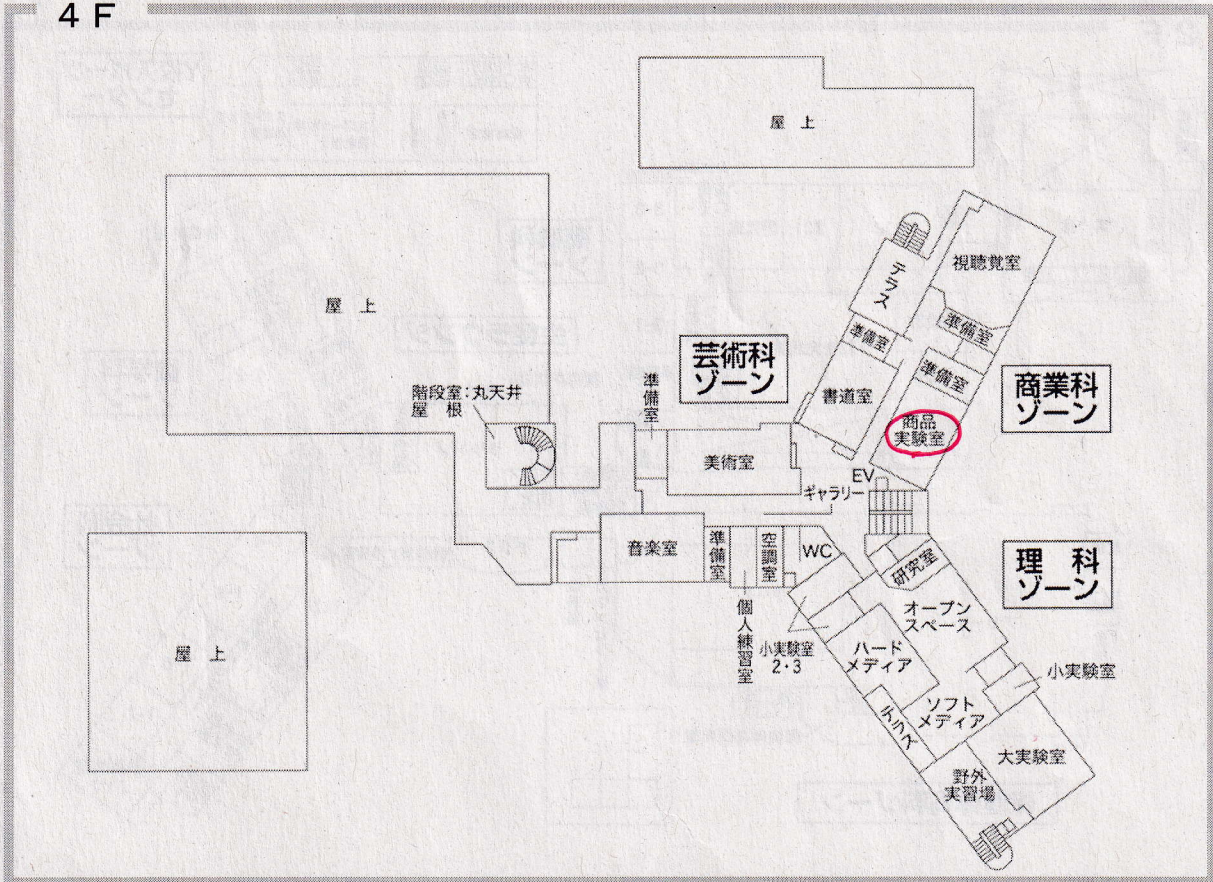 4F
屋上
屋上
視聴覚室
テラス
準備室
準備室
準備室
芸術科
ゾーン
商業科
ゾーン
準備室
階段室:丸天井
屋根
書道室
商品
実験室
美術室
EV
ギャラリー
音楽室
準備室
空調室
WC
研究室
理科
ゾーン
オープン
スペース
個人練習室
小実験室
2・3
ハード
メディア
屋上
小実験室
ソフト
メディア
テラス
大実験室
野外
実習場